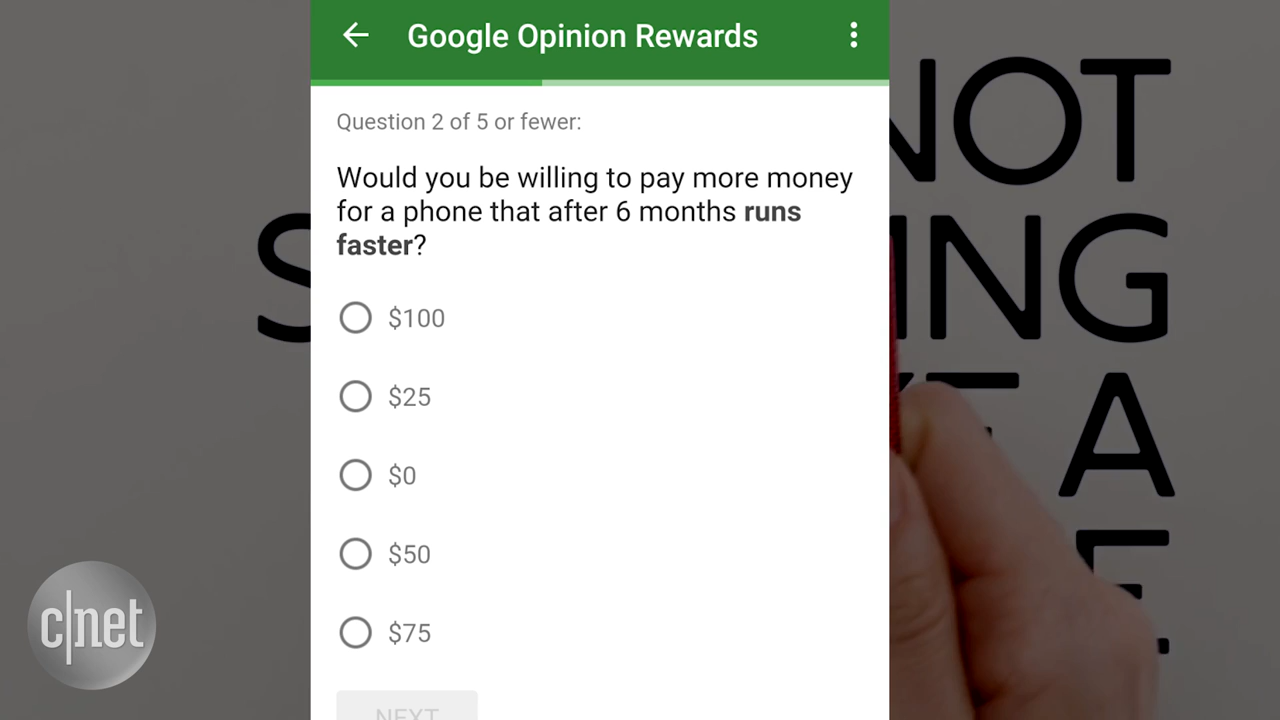 Google Opinion Rewards
Question 2 of 5 or fewer:
Would you be willing to pay more money
for a phone that after 6 months runs
faster?
$100
$25
$0
$50
$75
NEXT
NOT
S ING
A
E
c|net